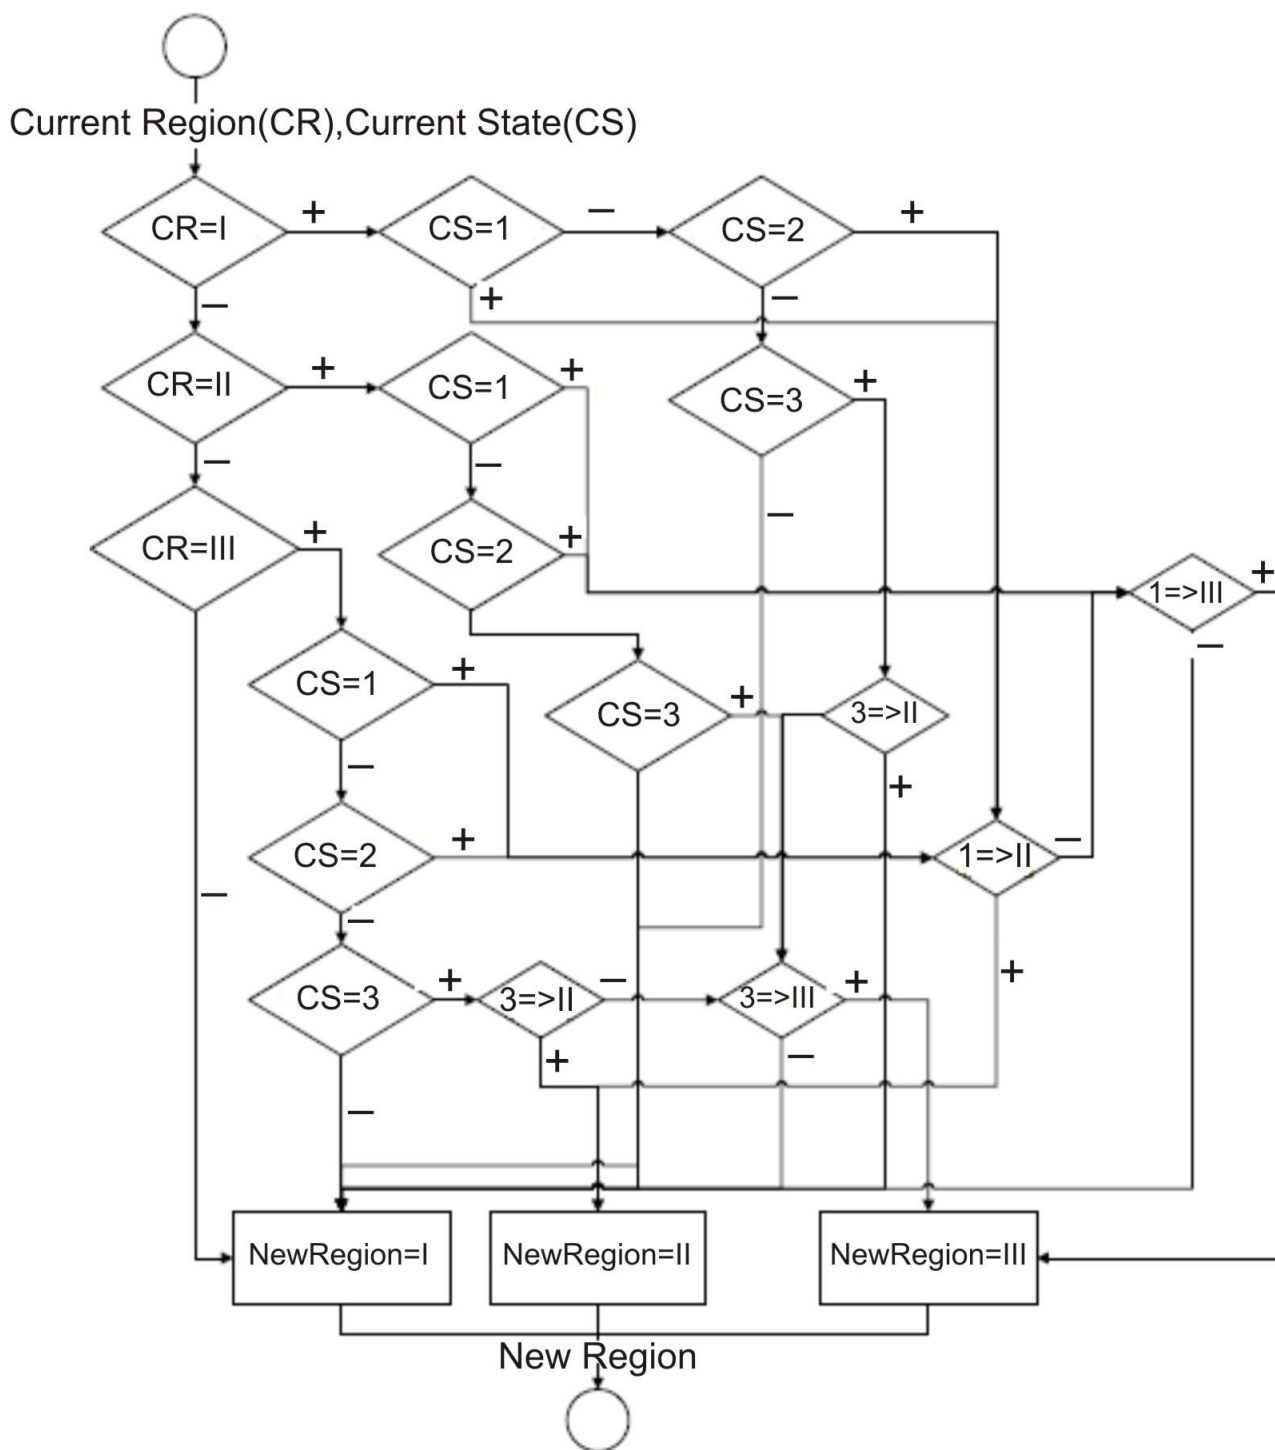 Current Region(CR),Current State(CS)
CR=I
+
CS=1
—
CS=2
+
—
+
—
CR=II
+
CS=1
+
CS=3
+
—
—
—
CR=III
+
CS=2
+
1=>III
+
—
CS=1
+
CS=3
+
3=>II
—
+
CS=2
+
1=>II
—
—
—
CS=3
+
3=>II
—
3=>III
+
+
+
—
—
NewRegion=I
NewRegion=II
NewRegion=III
New Region